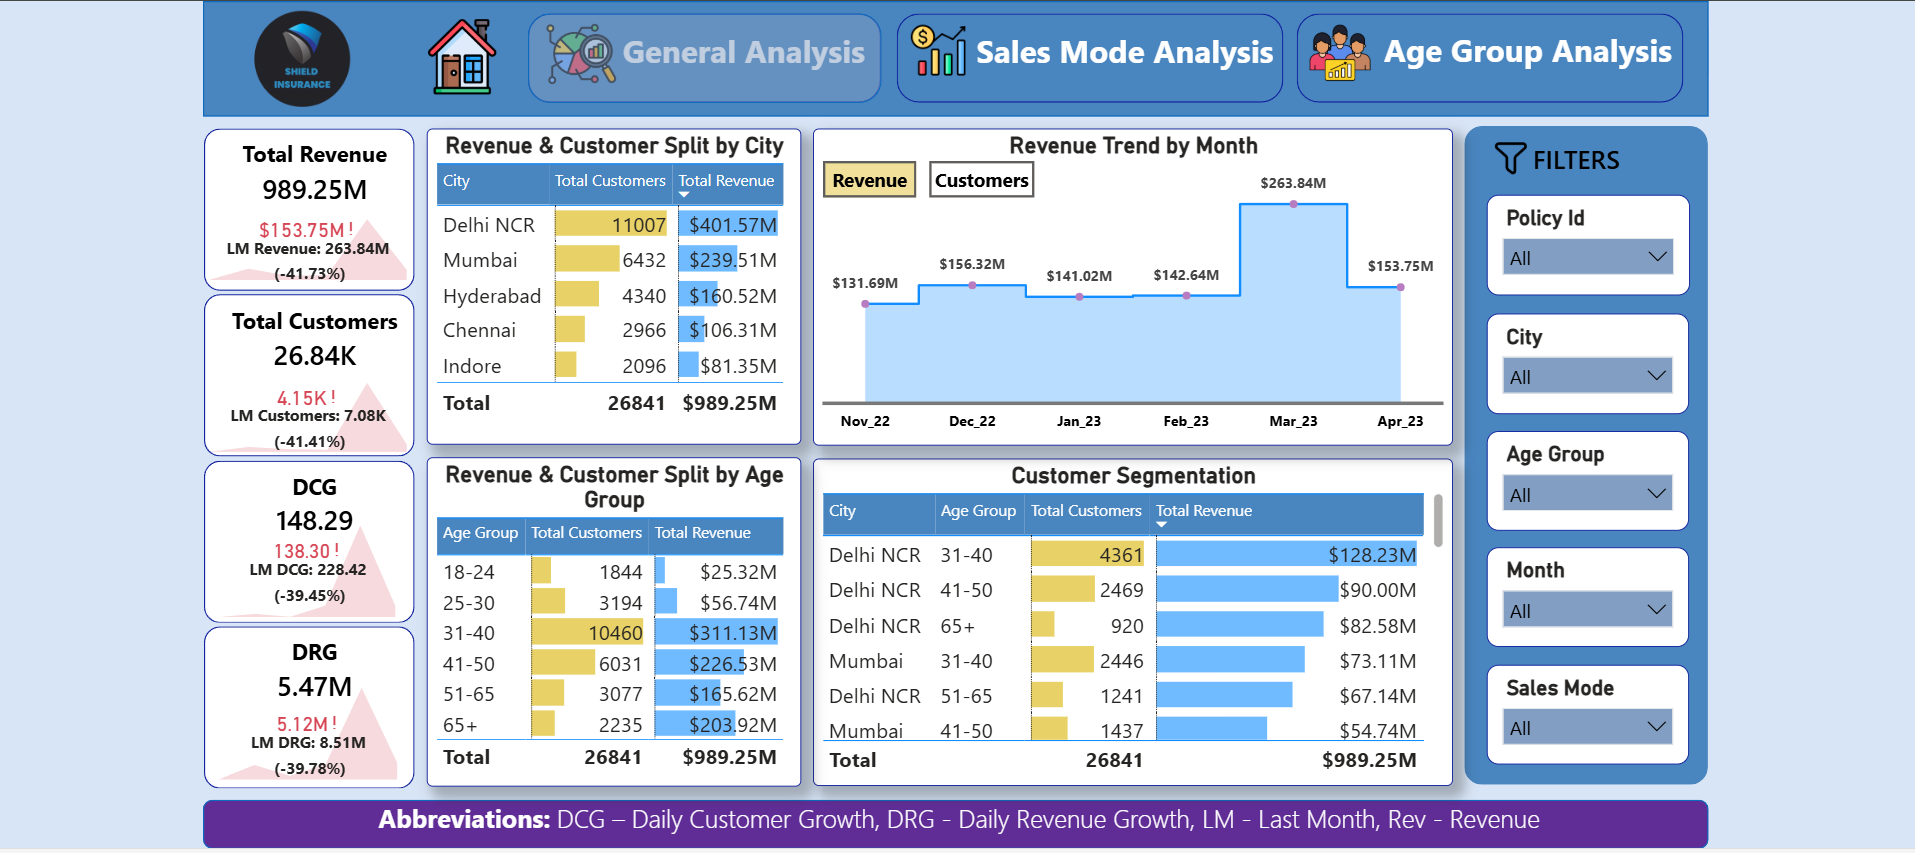 SHIELD
INSURANCE
General Analysis
Sales Mode Analysis
Age Group Analysis
Total Revenue
989.25M
$153.75M!
LM Revenue: 263.84M
(-41.73%)
Total Customers
26.84K
4.15K!
LM Customers: 7.08K
(-41.41%)
DCG
148.29
138.30!
LM DCG: 228.42
(-39.45%)
DRG
5.47M
5.12M!
LM DRG: 8.51M
(-39.78%)
Revenue & Customer Split by City
City Total Customers Total Revenue
Delhi NCR 11007 $401.57M
Mumbai 6432 $239.51M
Hyderabad 4340 $160.52M
Chennai 2966 $106.31M
Indore 2096 $81.35M
Total 26841 $989.25M
Revenue & Customer Split by Age
Group
Age Group Total Customers Total Revenue
18-24 1844 $25.32M
25-30 3194 $56.74M
31-40 10460 $311.13M
41-50 6031 $226.53M
51-65 3077 $165.62M
65+ 2235 $203.92M
Total 26841 $989.25M
Revenue Trend by Month
Revenue Customers
$131.69M $156.32M $141.02M $142.64M $263.84M $153.75M
Nov_22 Dec_22 Jan_23 Feb_23 Mar_23 Apr_23
Customer Segmentation
City Age Group Total Customers Total Revenue
Delhi NCR 31-40 4361 $128.23M
Delhi NCR 41-50 2469 $90.00M
Delhi NCR 65+ 920 $82.58M
Mumbai 31-40 2446 $73.11M
Delhi NCR 51-65 1241 $67.14M
Mumbai 41-50 1437 $54.74M
Total 26841 $989.25M
FILTERS
Policy Id
All
City
All
Age Group
All
Month
All
Sales Mode
All
Abbreviations: DCG – Daily Customer Growth, DRG - Daily Revenue Growth, LM - Last Month, Rev - Revenue